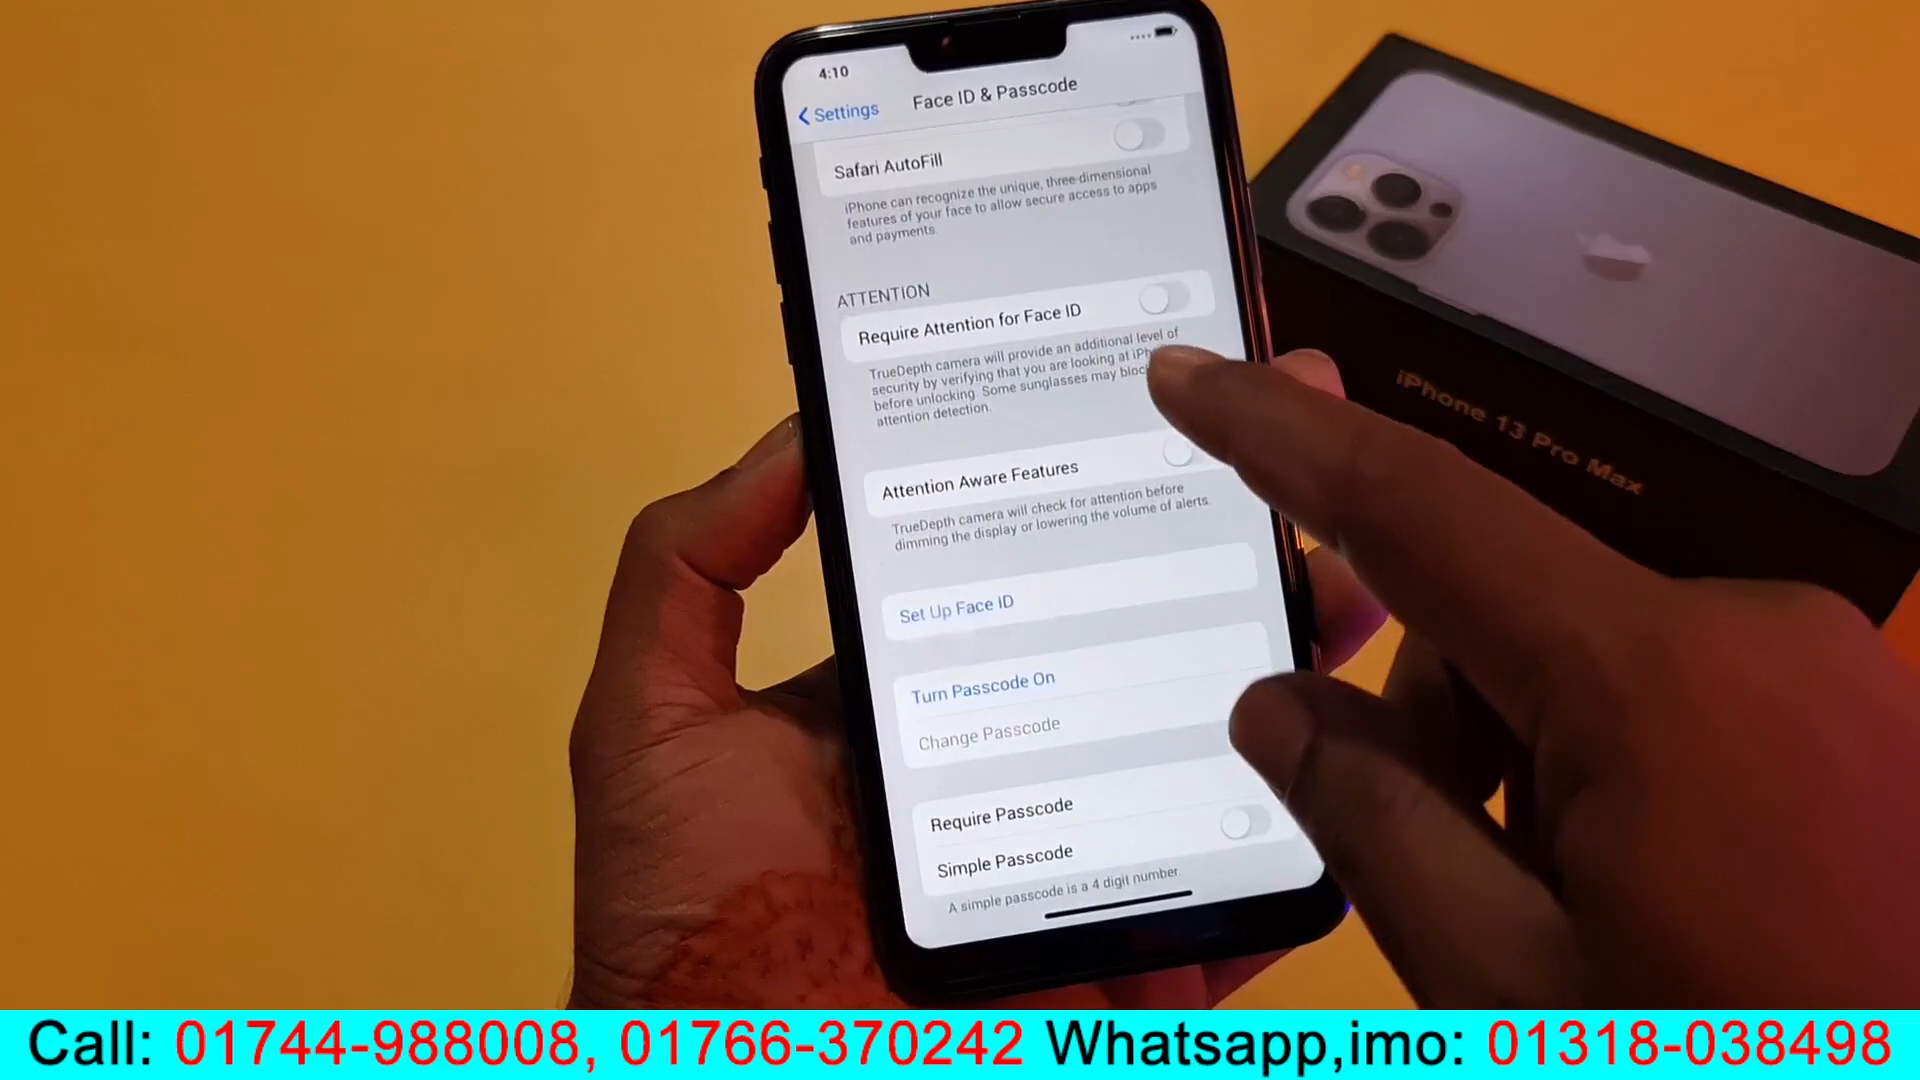 4:10
Settings
Face ID & Passcode
Safari AutoFill
iPhone can recognize the unique, three-dimensional
features of your face to allow secure access to apps
and payments.
ATTENTION
Require Attention for Face ID
TrueDepth camera will provide an additional level of
security by verifying that you are looking at
before unlocking. Some sunglasses may
attention detection.
Attention Aware Features
TrueDepth camera will check for attention before
dimming the display or lowering the volume of alerts.
Set Up Face ID
Turn Passcode On
Change Passcode
Require Passcode
Simple Passcode
A simple passcode is a 4 digit number.
iPhone 13 Pro Max
Call: 01744-988008, 01766-370242 Whatsapp,imo: 01318-038498